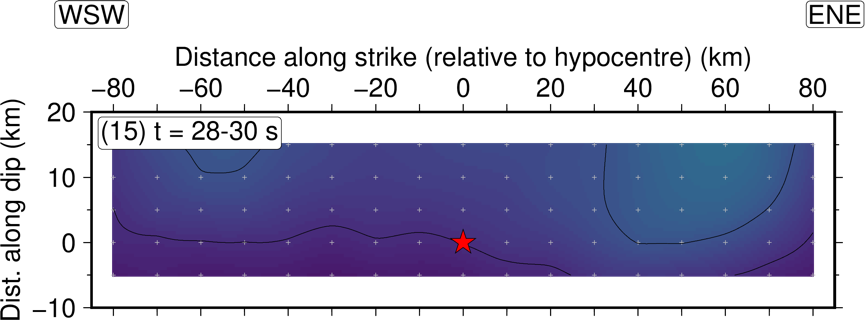 WSW ENE
Distance along strike (relative to hypocentre) (km)
−80 −60 −40 −20 0 20 40 60 80
Dist. along dip (km)
20
10
0
−10
(15) t = 28-30 s